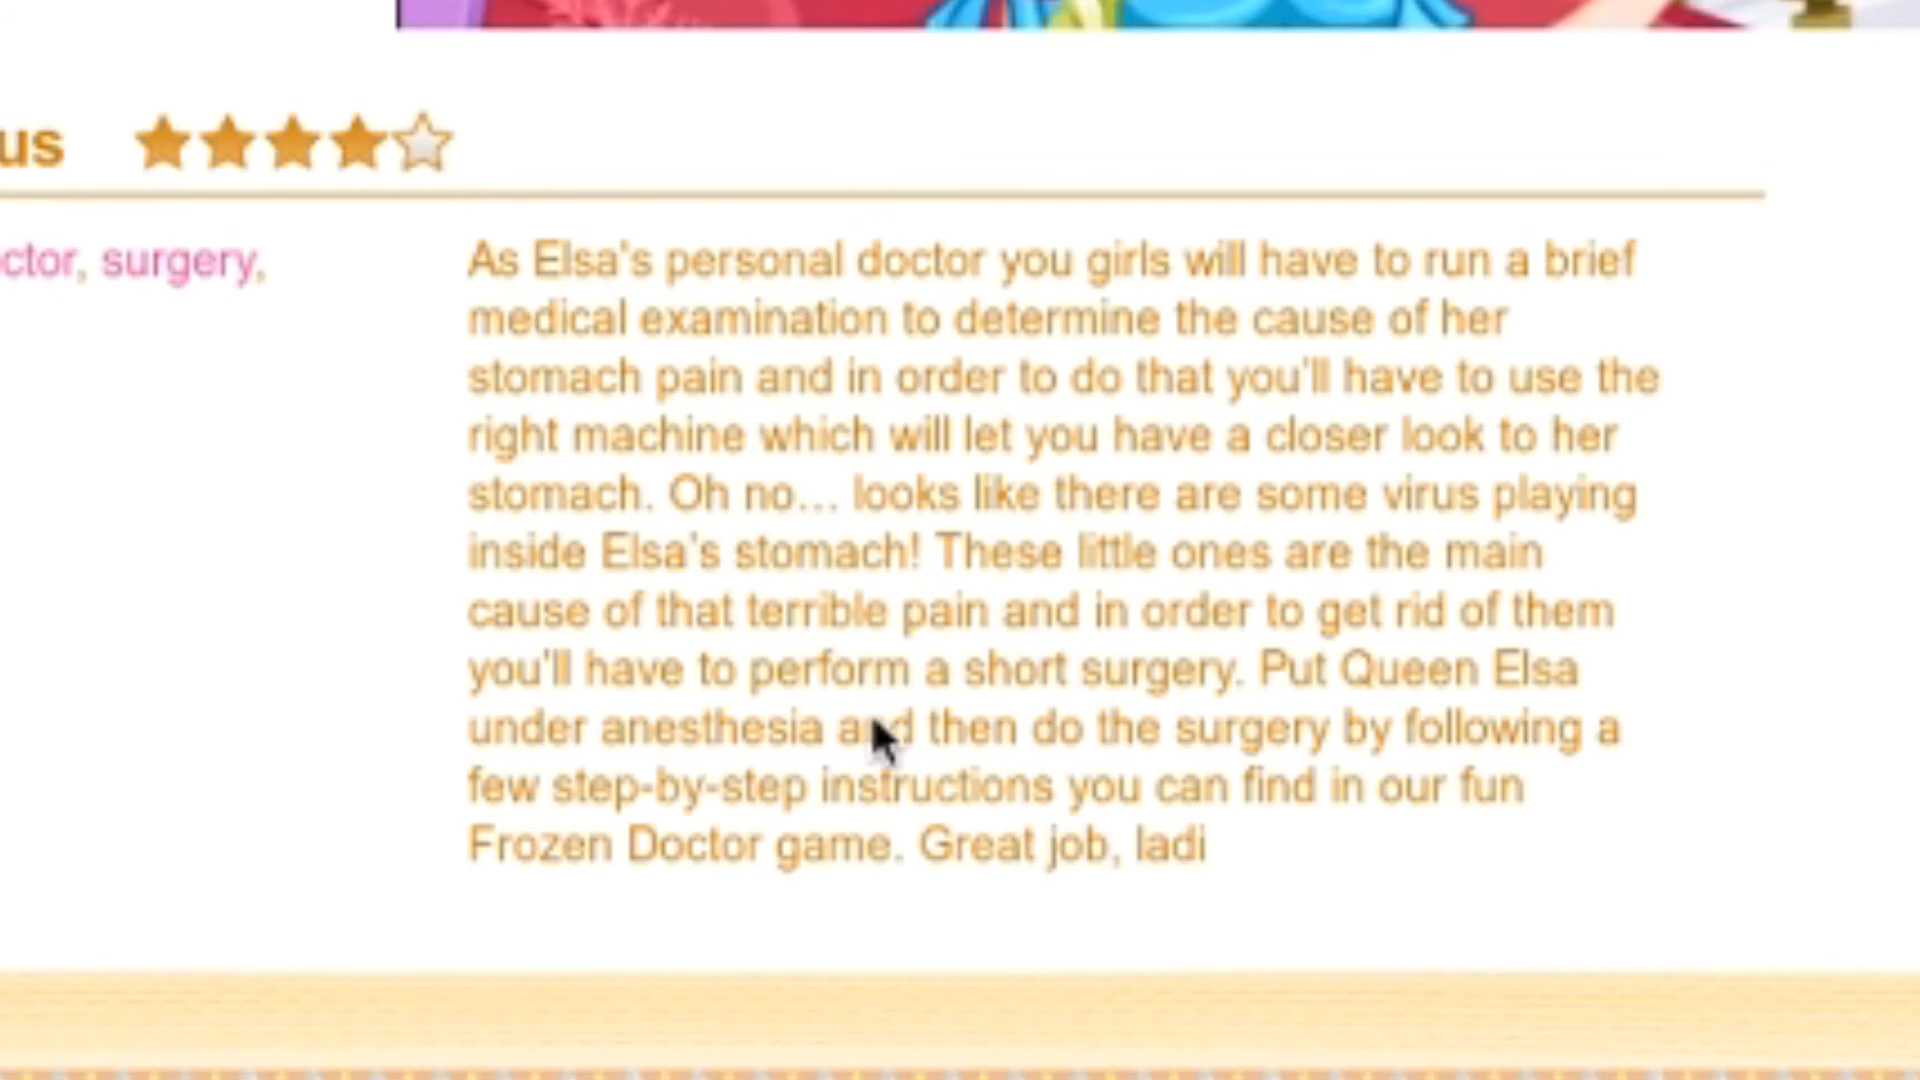 us
ctor, surgery,
As Elsa's personal doctor you girls will have to run a brief
medical examination to determine the cause of her
stomach pain and in order to do that you'll have to use the
right machine which will let you have a closer look to her
stomach. Oh no... looks like there are some virus playing
inside Elsa's stomach! These little ones are the main
cause of that terrible pain and in order to get rid of them
you'll have to perform a short surgery. Put Queen Elsa
under anesthesia and then do the surgery by following a
few step-by-step instructions you can find in our fun
Frozen Doctor game. Great job, ladi